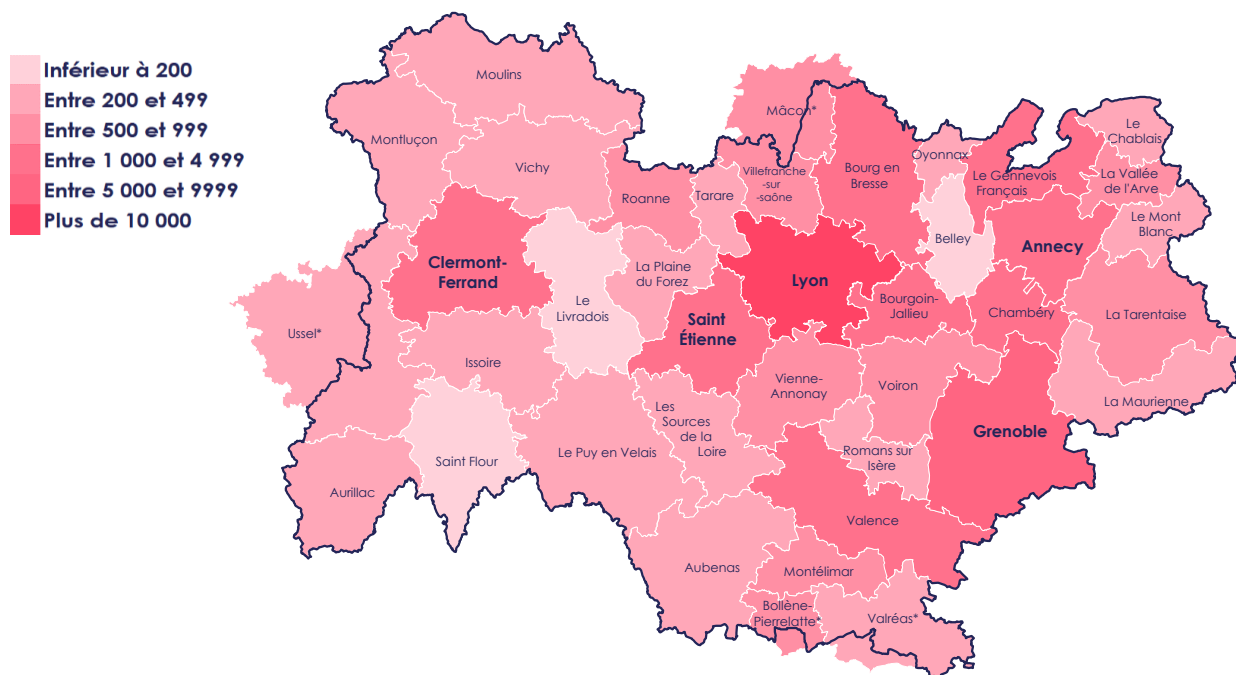 Inférieur à 200
Entre 200 et 499
Entre 500 et 999
Entre 1 000 et 4 999
Entre 5 000 et 9999
Plus de 10 000
Moulins
Montluçon
Vichy
Mâcon*
Le
Chablais
Oyonnax
Bourg en
Bresse
Villefranche
-sur
-saône
Le Gennevois
Français
La Vallée
de l'Arve
Roanne
Tarare
Le Mont
Blanc
Belley
Annecy
Clermont-
Ferrand
La Plaine
du Forez
Lyon
Le
Livradois
Bourgoin-
Jallieu
Chambéry
La Tarentaise
Ussel*
Saint
Étienne
Issoire
Vienne-
Annonay
Voiron
La Maurienne
Les
Sources
de la
Loire
Grenoble
Saint Flour
Le Puy en Velais
Romans sur
Isère
Aurillac
Valence
Aubenas
Montélimar
Bollène-
Pierrelatte*
Valréas*